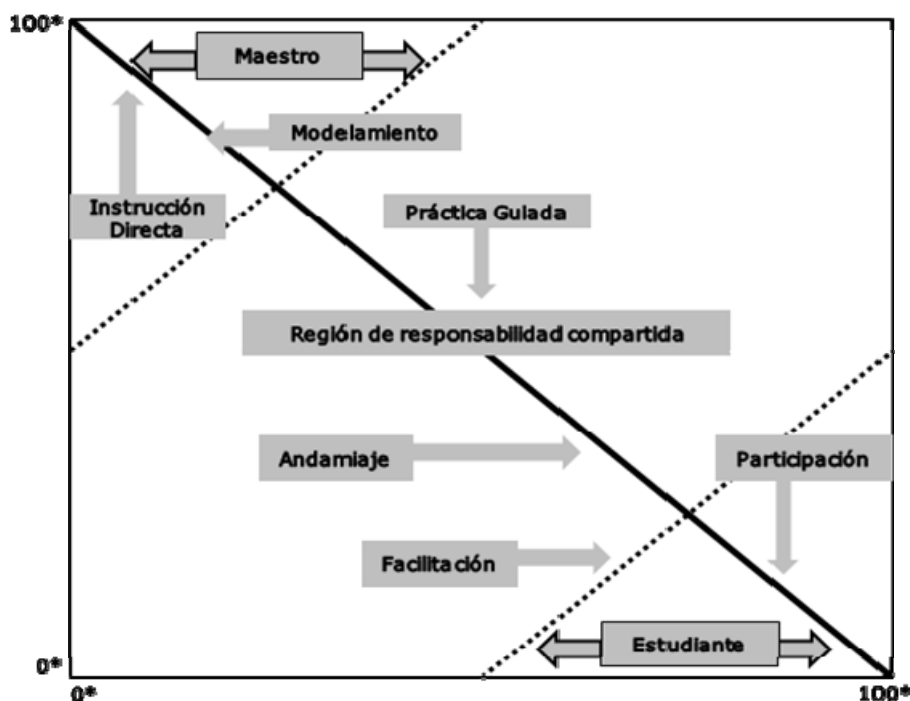 100*
Maestro
Modelamiento
Instrucción
Directa
Práctica Guiada
Región de responsabilidad compartida
Andamiaje
Participación
Facilitación
Estudiante
0*
0*
100*